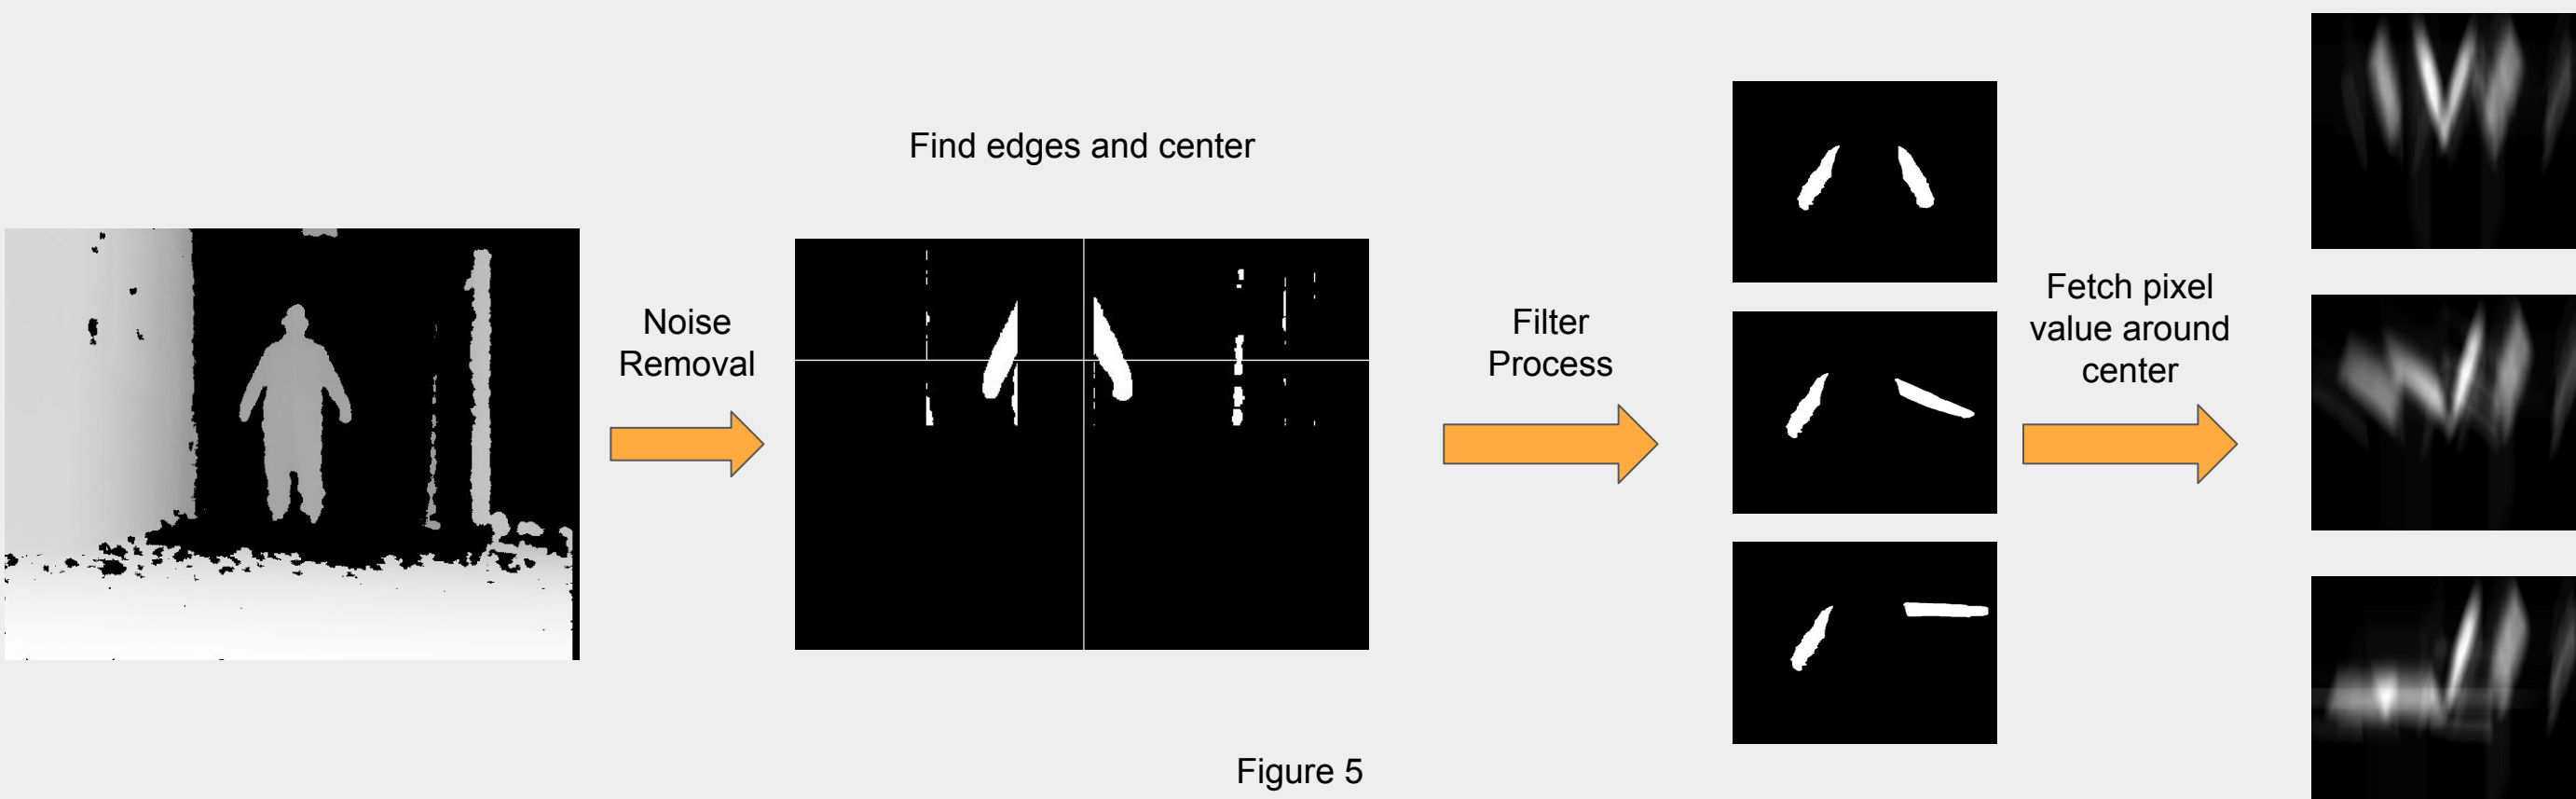 Find edges and center
Noise
Removal
Filter
Process
Fetch pixel
value around
center
Figure 5